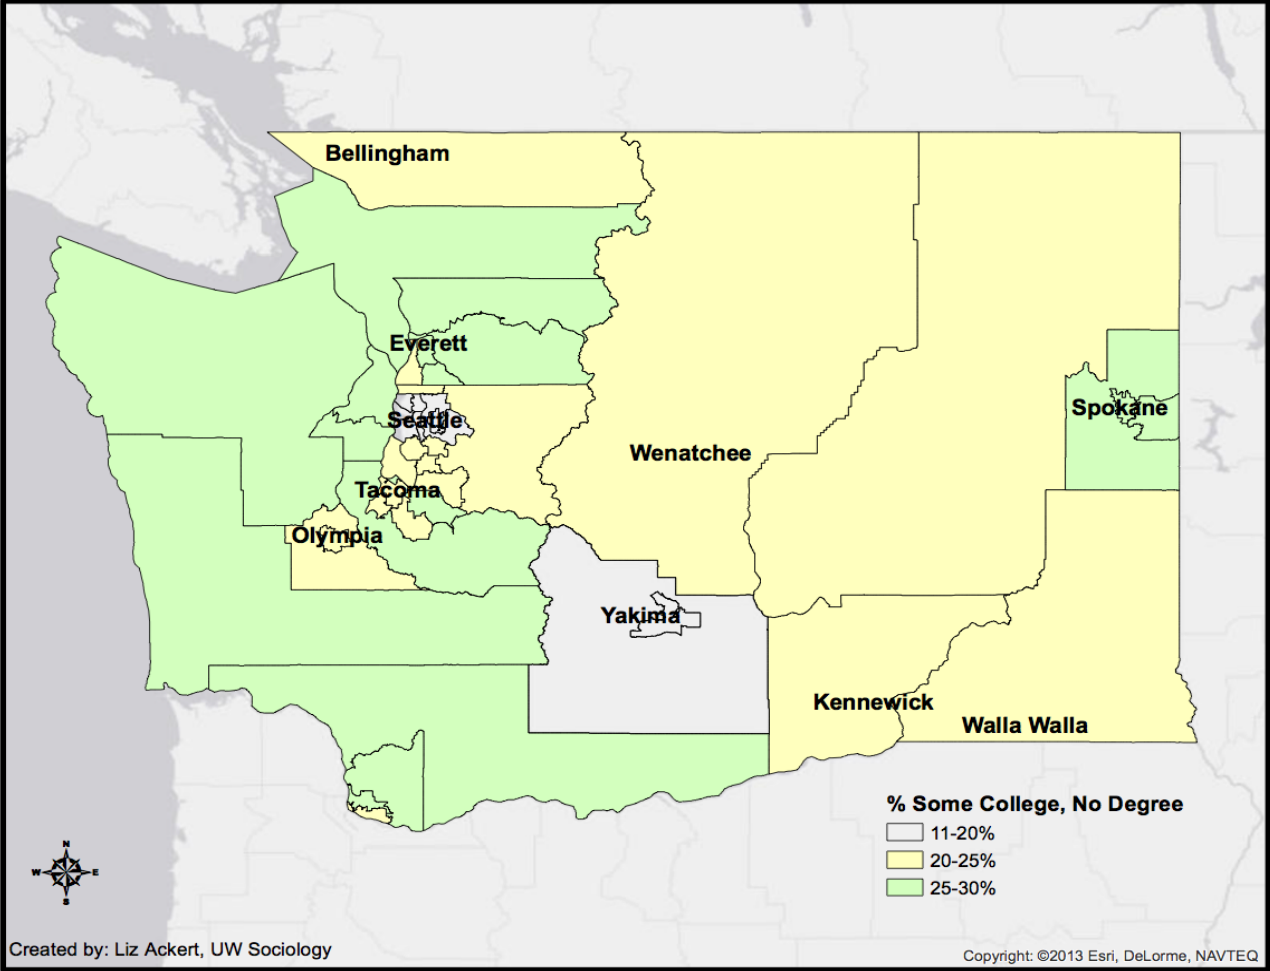 Bellingham
Everett
Seattle
Spokane
Wenatchee
Tacoma
Olympia
Yakima
Kennewick
Walla Walla
% Some College, No Degree
11-20%
20-25%
25-30%
N
W E
S
Created by: Liz Ackert, UW Sociology
Copyright: ©2013 Esri, DeLorme, NAVTEQ